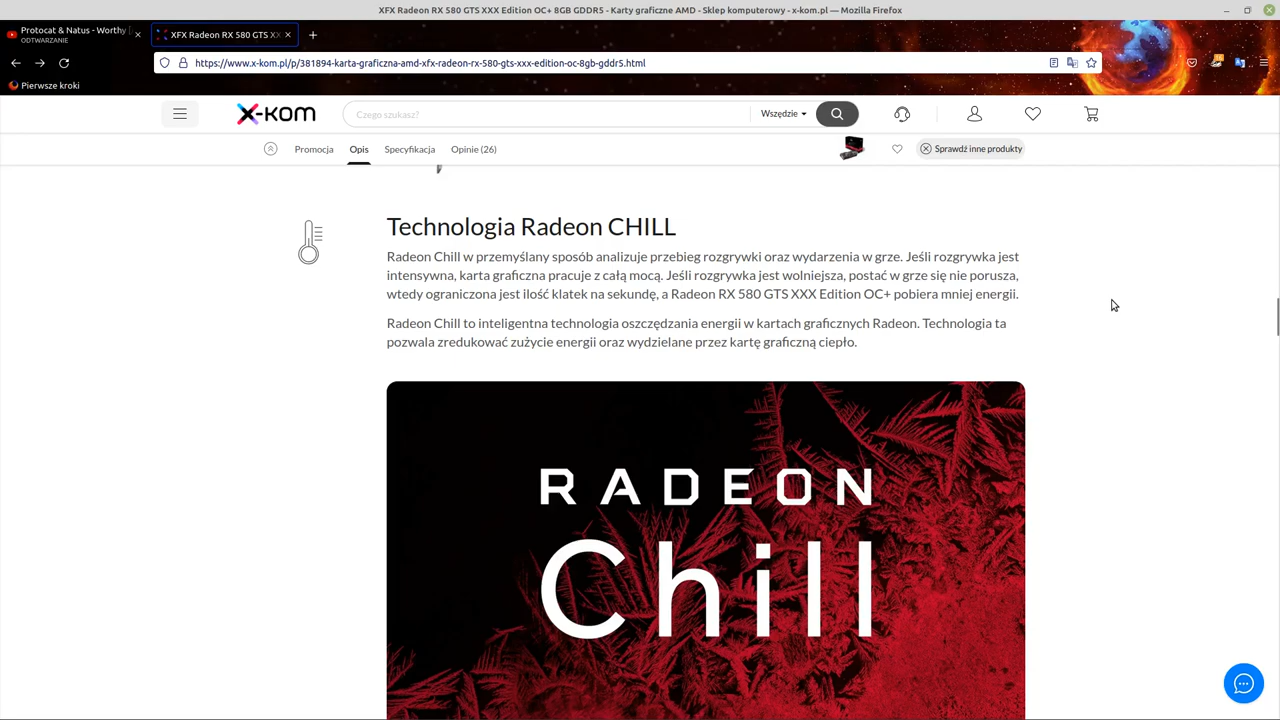 XFX Radeon RX 580 GTS XXX Edition OC+ 8GB GDDR5 - Karty graficzne AMD - Sklep komputerowy - x-kom.pl — Mozilla Firefox
Protocat & Natus - Worthy
ODTWARZANIE
XFX Radeon RX 580 GTS XX
https://www.x-kom.pl/p/381894-karta-graficzna-amd-xfx-radeon-rx-580-gts-xxx-edition-oc-8gb-gddr5.html
Pierwsze kroki
x-kom
Czego szukasz?
Wszędzie
Promocja
Opis
Specyfikacja
Opinie (26)
Sprawdź inne produkty
Technologia Radeon CHILL
Radeon Chill w przemyślany sposób analizuje przebieg rozgrywki oraz wydarzenia w grze. Jeśli rozgrywka jest
intensywna, karta graficzna pracuje z całą mocą. Jeśli rozgrywka jest wolniejsza, postać w grze się nie porusza,
wtedy ograniczona jest ilość klatek na sekundę, a Radeon RX 580 GTS XXX Edition OC+ pobiera mniej energii.
Radeon Chill to inteligentna technologia oszczędzania energii w kartach graficznych Radeon. Technologia ta
pozwala zredukować zużycie energii oraz wydzielane przez kartę graficzną ciepło.
RADEON
Chill